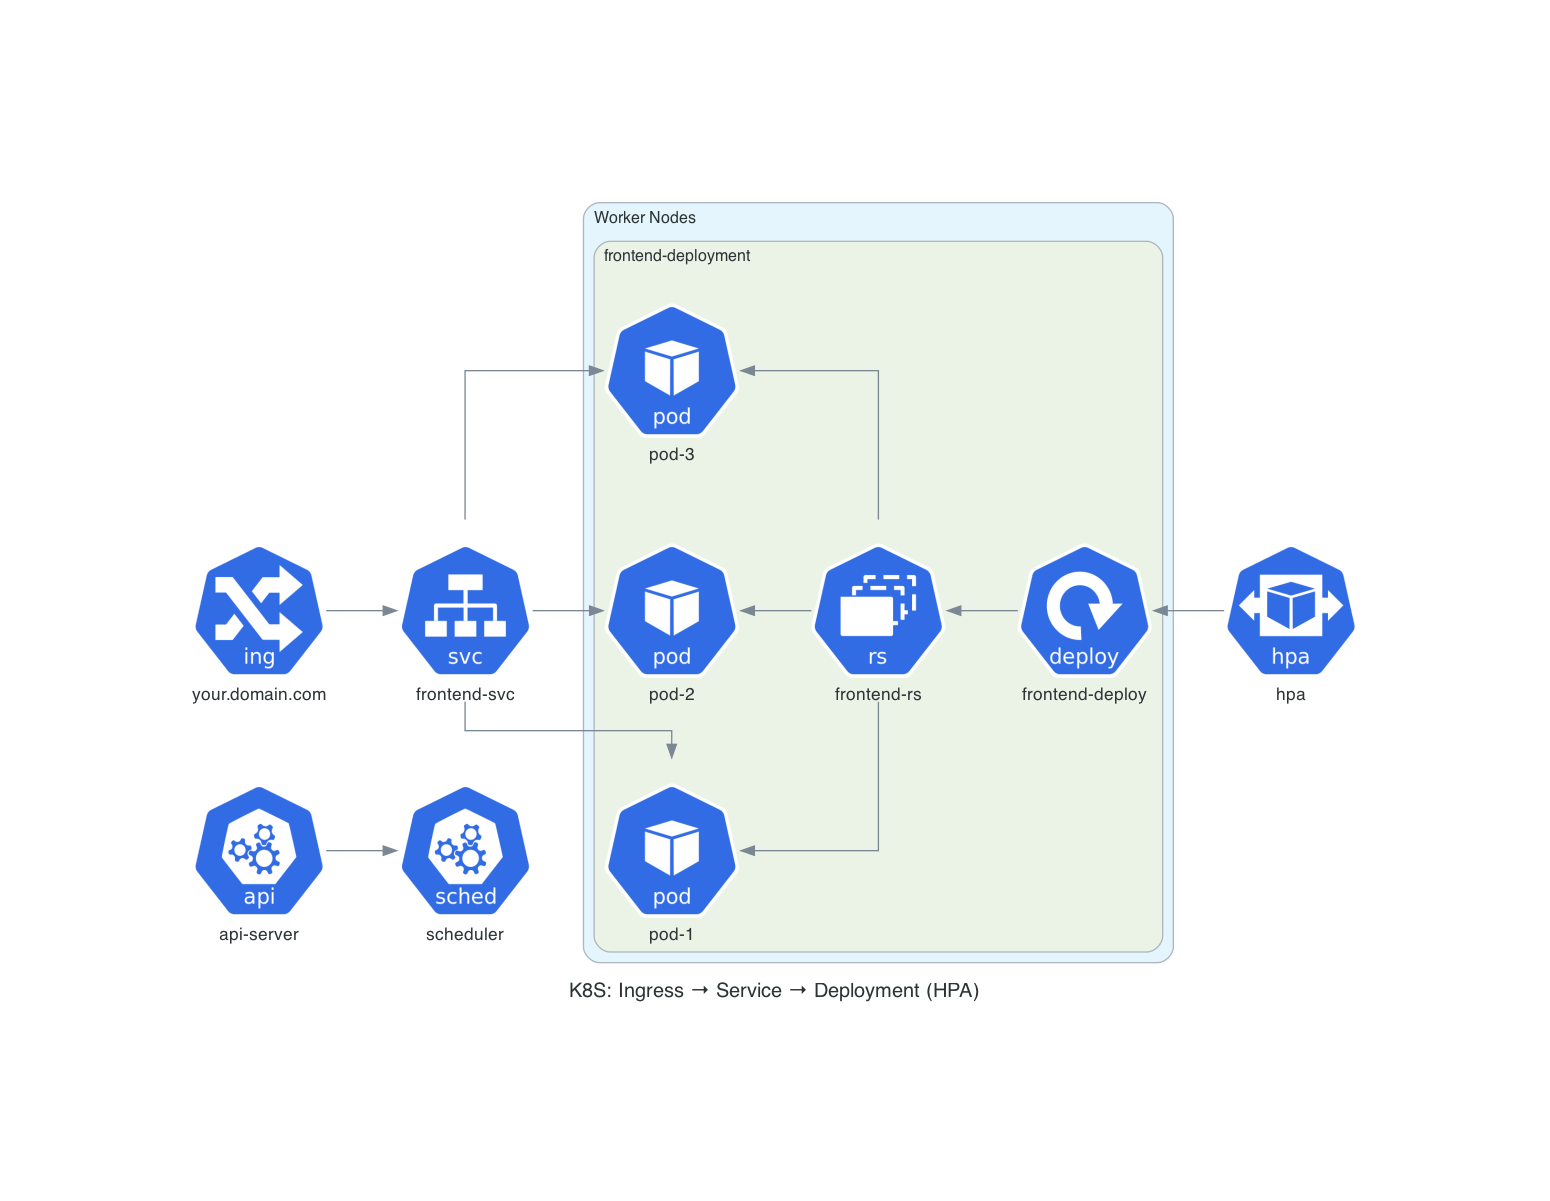 Worker Nodes
frontend-deployment
pod
pod-3
ing
your.domain.com
svc
frontend-svc
pod
pod-2
rs
frontend-rs
deploy
frontend-deploy
hpa
hpa
api
api-server
sched
scheduler
pod
pod-1
K8S: Ingress → Service → Deployment (HPA)